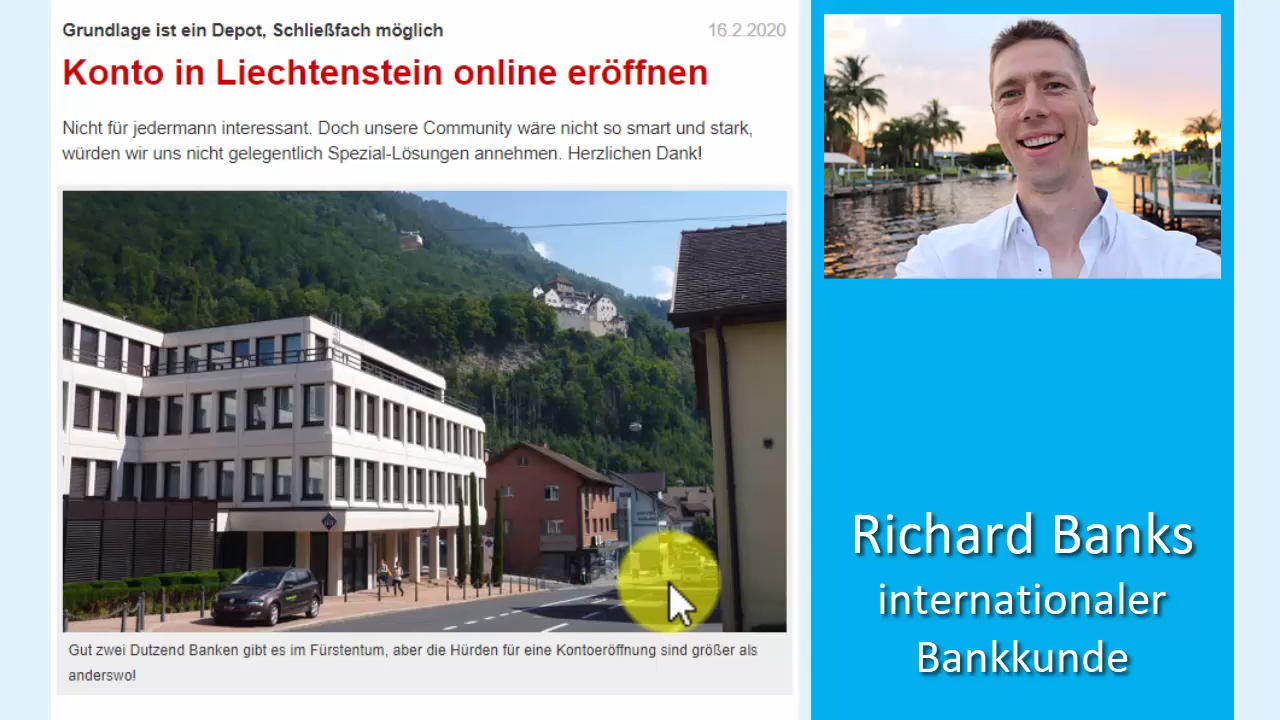 Grundlage ist ein Depot, Schließfach möglich
16.2.2020
Konto in Liechtenstein online eröffnen
Nicht für jedermann interessant. Doch unsere Community wäre nicht so smart und stark,
würden wir uns nicht gelegentlich Spezial-Lösungen annehmen. Herzlichen Dank!
Gut zwei Dutzend Banken gibt es im Fürstentum, aber die Hürden für eine Kontoeröffnung sind größer als
anderswo!
Richard Banks
internationaler
Bankkunde